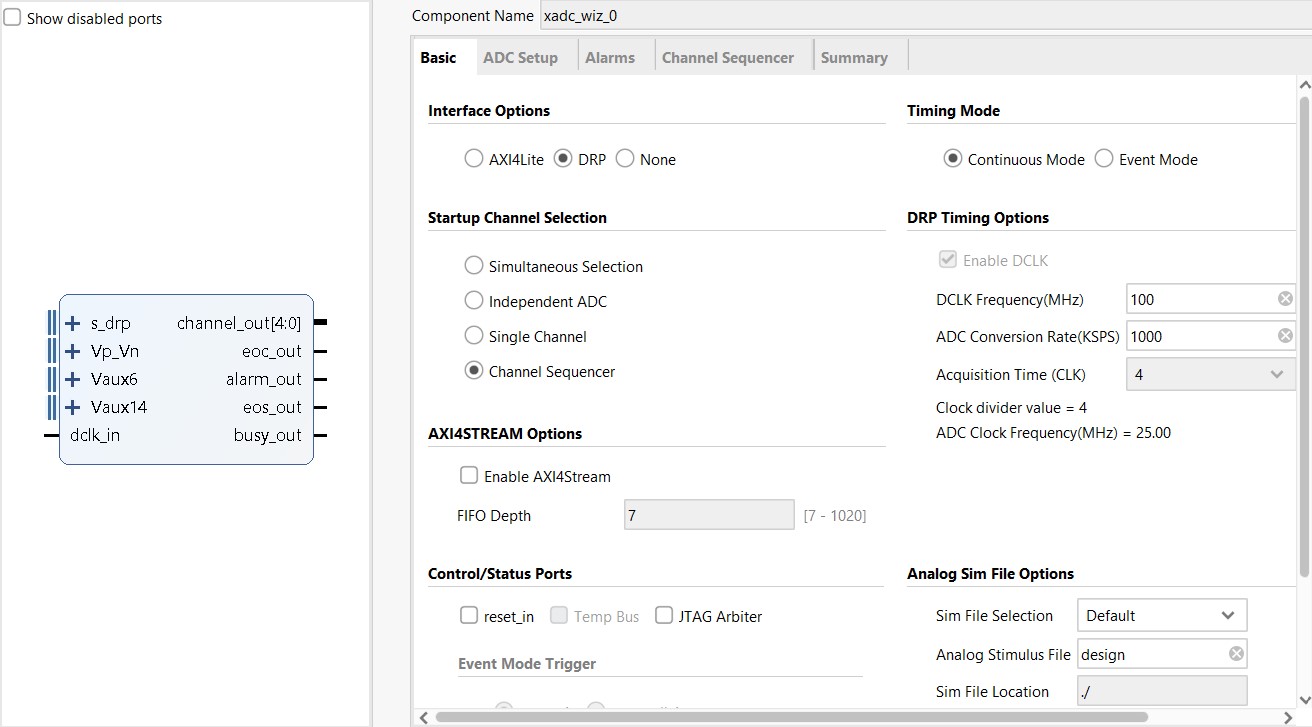 Show disabled ports
s_drp channel_out[4:0]
Vp_Vn eoc_out
Vaux6 alarm_out
Vaux14 eos_out
dclk_in busy_out
Component Name xadc_wiz_0
Basic ADC Setup Alarms Channel Sequencer Summary
Interface Options
AXI4Lite DRP None
Startup Channel Selection
Simultaneous Selection
Independent ADC
Single Channel
Channel Sequencer
AXI4STREAM Options
Enable AXI4Stream
FIFO Depth 7 [7 - 1020]
Control/Status Ports
reset_in Temp Bus JTAG Arbiter
Event Mode Trigger
Timing Mode
Continuous Mode Event Mode
DRP Timing Options
Enable DCLK
DCLK Frequency(MHz) 100
ADC Conversion Rate(KSPS) 1000
Acquisition Time (CLK) 4
Clock divider value = 4
ADC Clock Frequency(MHz) = 25.00
Analog Sim File Options
Sim File Selection Default
Analog Stimulus File design
Sim File Location ./